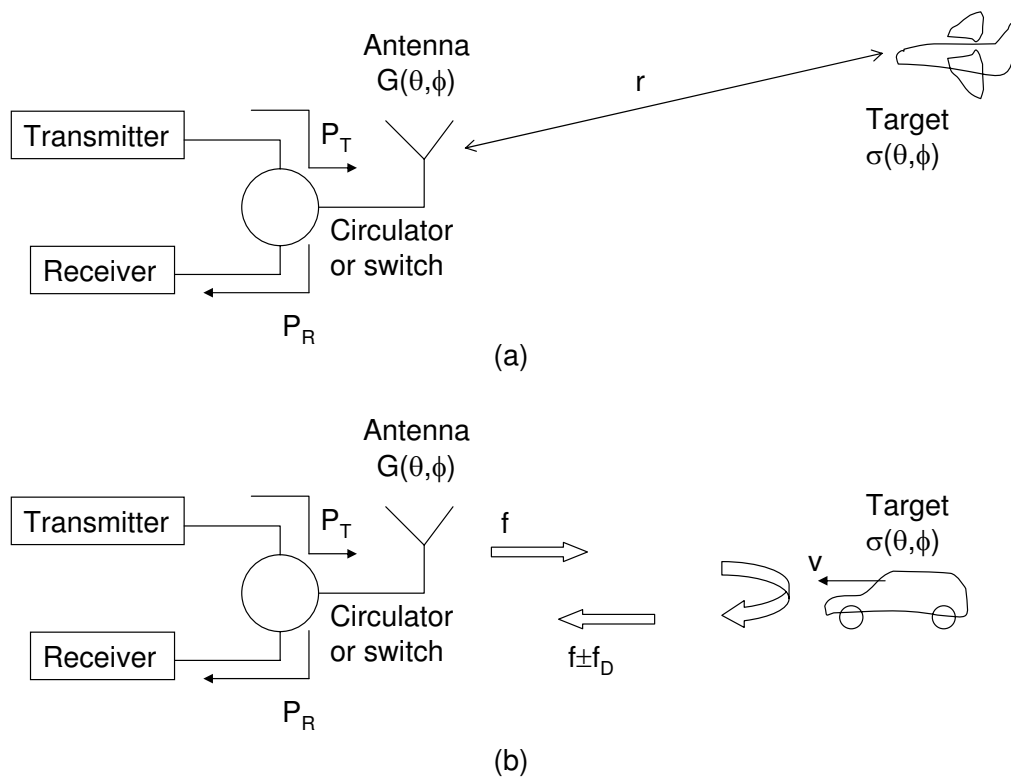 Antenna
G(θ,ϕ)
r
Transmitter
P_T
Target
σ(θ,ϕ)
Circulator
or switch
Receiver
P_R
(a)
Antenna
G(θ,ϕ)
Transmitter
P_T
f
Target
σ(θ,ϕ)
v
Circulator
or switch
Receiver
f±f_D
P_R
(b)